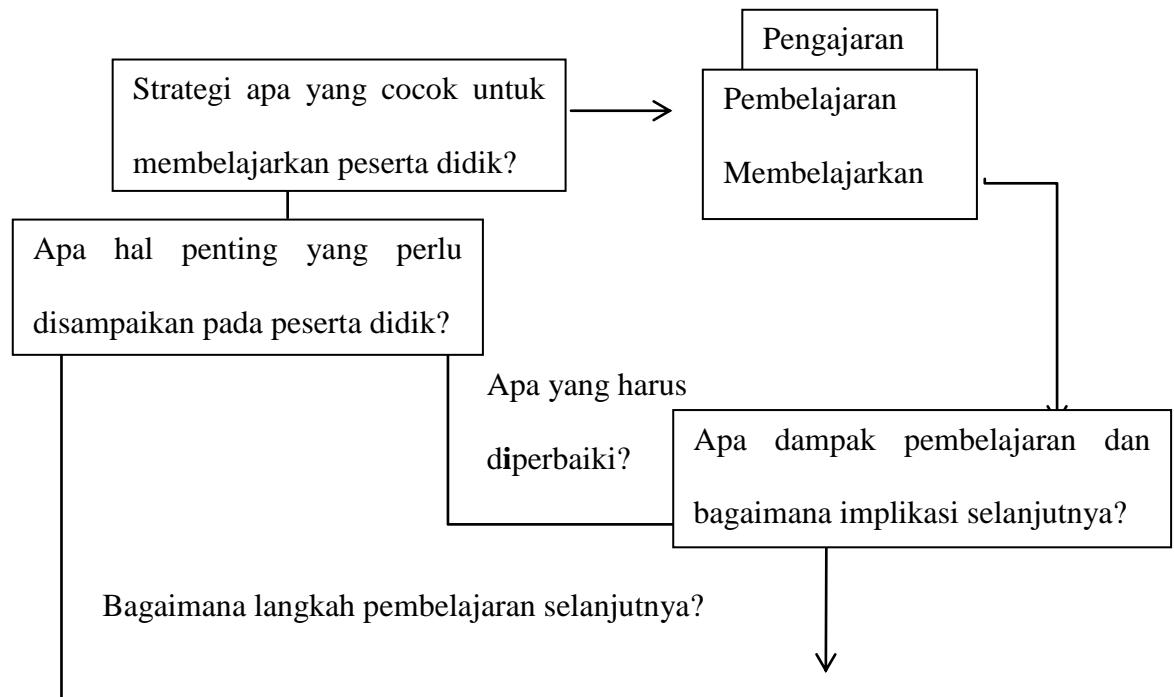 Pengajaran
Strategi apa yang cocok untuk
membelajarkan peserta didik?
Pembelajaran
Membelajarkan
Apa hal penting yang perlu
disampaikan pada peserta didik?
Apa yang harus
diperbaiki?
Apa dampak pembelajaran dan
bagaimana implikasi selanjutnya?
Bagaimana langkah pembelajaran selanjutnya?